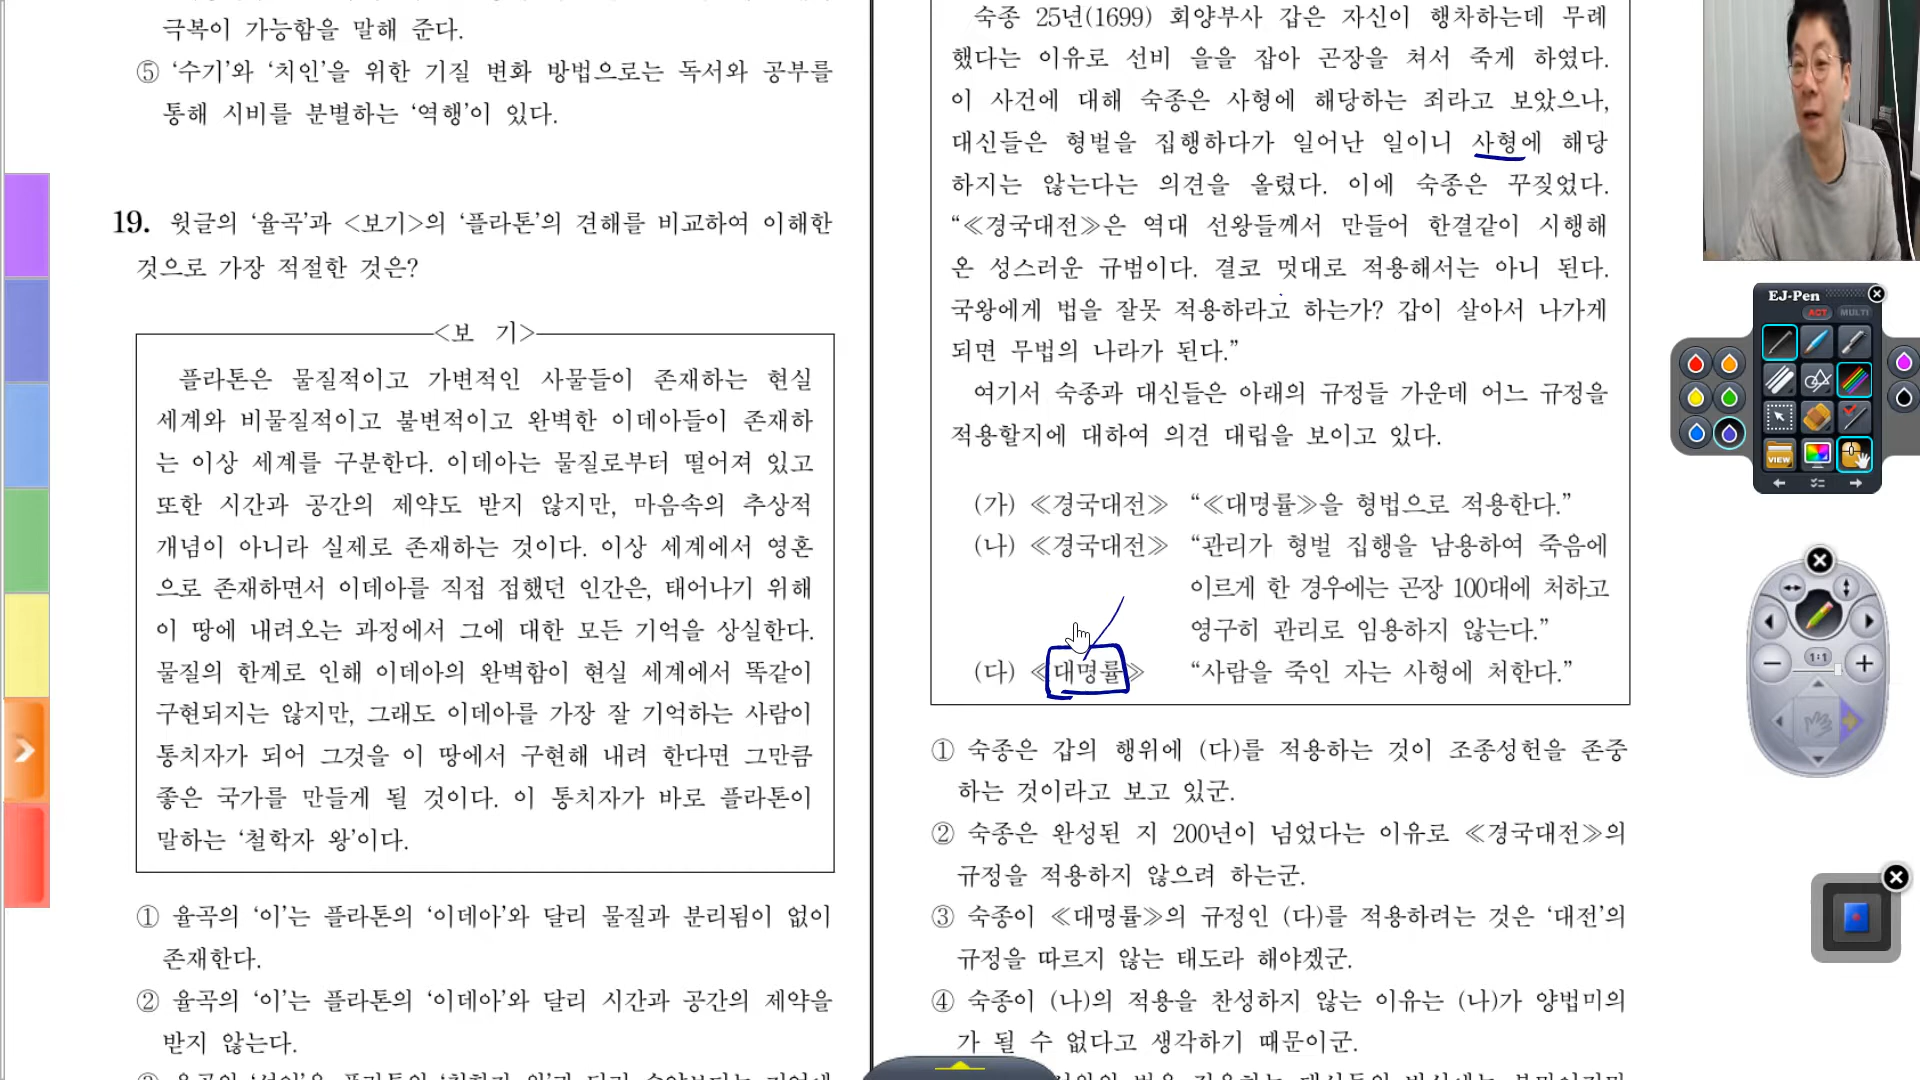 극복이 가능함을 말해 준다.
⑤ ‘수기’와 ‘치인’을 위한 기질 변화 방법으로는 독서와 공부를
통해 시비를 분별하는 ‘역행’이 있다.
19. 윗글의 ‘율곡’과 <보기>의 ‘플라톤’의 견해를 비교하여 이해한
것으로 가장 적절한 것은?
<보 기>
플라톤은 물질적이고 가변적인 사물들이 존재하는 현실
세계와 비물질적이고 불변적이고 완벽한 이데아들이 존재하
는 이상 세계를 구분한다. 이데아는 물질로부터 떨어져 있고
또한 시간과 공간의 제약도 받지 않지만, 마음속의 추상적
개념이 아니라 실제로 존재하는 것이다. 이상 세계에서 영혼
으로 존재하면서 이데아를 직접 접했던 인간은, 태어나기 위해
이 땅에 내려오는 과정에서 그에 대한 모든 기억을 상실한다.
물질의 한계로 인해 이데아의 완벽함이 현실 세계에서 똑같이
구현되지는 않지만, 그래도 이데아를 가장 잘 기억하는 사람이
통치자가 되어 그것을 이 땅에서 구현해 내려 한다면 그만큼
좋은 국가를 만들게 될 것이다. 이 통치자가 바로 플라톤이
말하는 ‘철학자 왕’이다.
① 율곡의 ‘이’는 플라톤의 ‘이데아’와 달리 물질과 분리됨이 없이
존재한다.
② 율곡의 ‘이’는 플라톤의 ‘이데아’와 달리 시간과 공간의 제약을
받지 않는다.
숙종 25년(1699) 회양부사 갑은 자신이 행차하는데 무례
했다는 이유로 선비 을을 잡아 곤장을 쳐서 죽게 하였다.
이 사건에 대해 숙종은 사형에 해당하는 죄라고 보았으나,
대신들은 형벌을 집행하다가 일어난 일이니 사형에 해당
하지는 않는다는 의견을 올렸다. 이에 숙종은 꾸짖었다.
“≪경국대전≫은 역대 선왕들께서 만들어 한결같이 시행해
온 성스러운 규범이다. 결코 멋대로 적용해서는 아니 된다.
국왕에게 법을 잘못 적용하라고 하는가? 갑이 살아서 나가게
되면 무법의 나라가 된다.”
여기서 숙종과 대신들은 아래의 규정들 가운데 어느 규정을
적용할지에 대하여 의견 대립을 보이고 있다.
(가) ≪경국대전≫ “≪대명률≫을 형법으로 적용한다.”
(나) ≪경국대전≫ “관리가 형벌 집행을 남용하여 죽음에
이르게 한 경우에는 곤장 100대에 처하고
영구히 관리로 임용하지 않는다.”
(다) ≪대명률≫ “사람을 죽인 자는 사형에 처한다.”
① 숙종은 갑의 행위에 (다)를 적용하는 것이 조종성헌을 존중
하는 것이라고 보고 있군.
② 숙종은 완성된 지 200년이 넘었다는 이유로 ≪경국대전≫의
규정을 적용하지 않으려 하는군.
③ 숙종이 ≪대명률≫의 규정인 (다)를 적용하려는 것은 ‘대전’의
규정을 따르지 않는 태도라 해야겠군.
④ 숙종이 (나)의 적용을 찬성하지 않는 이유는 (나)가 양법미의
가 될 수 없다고 생각하기 때문이군.
EJ-Pen
ACT MULTI
VIEW
1:1